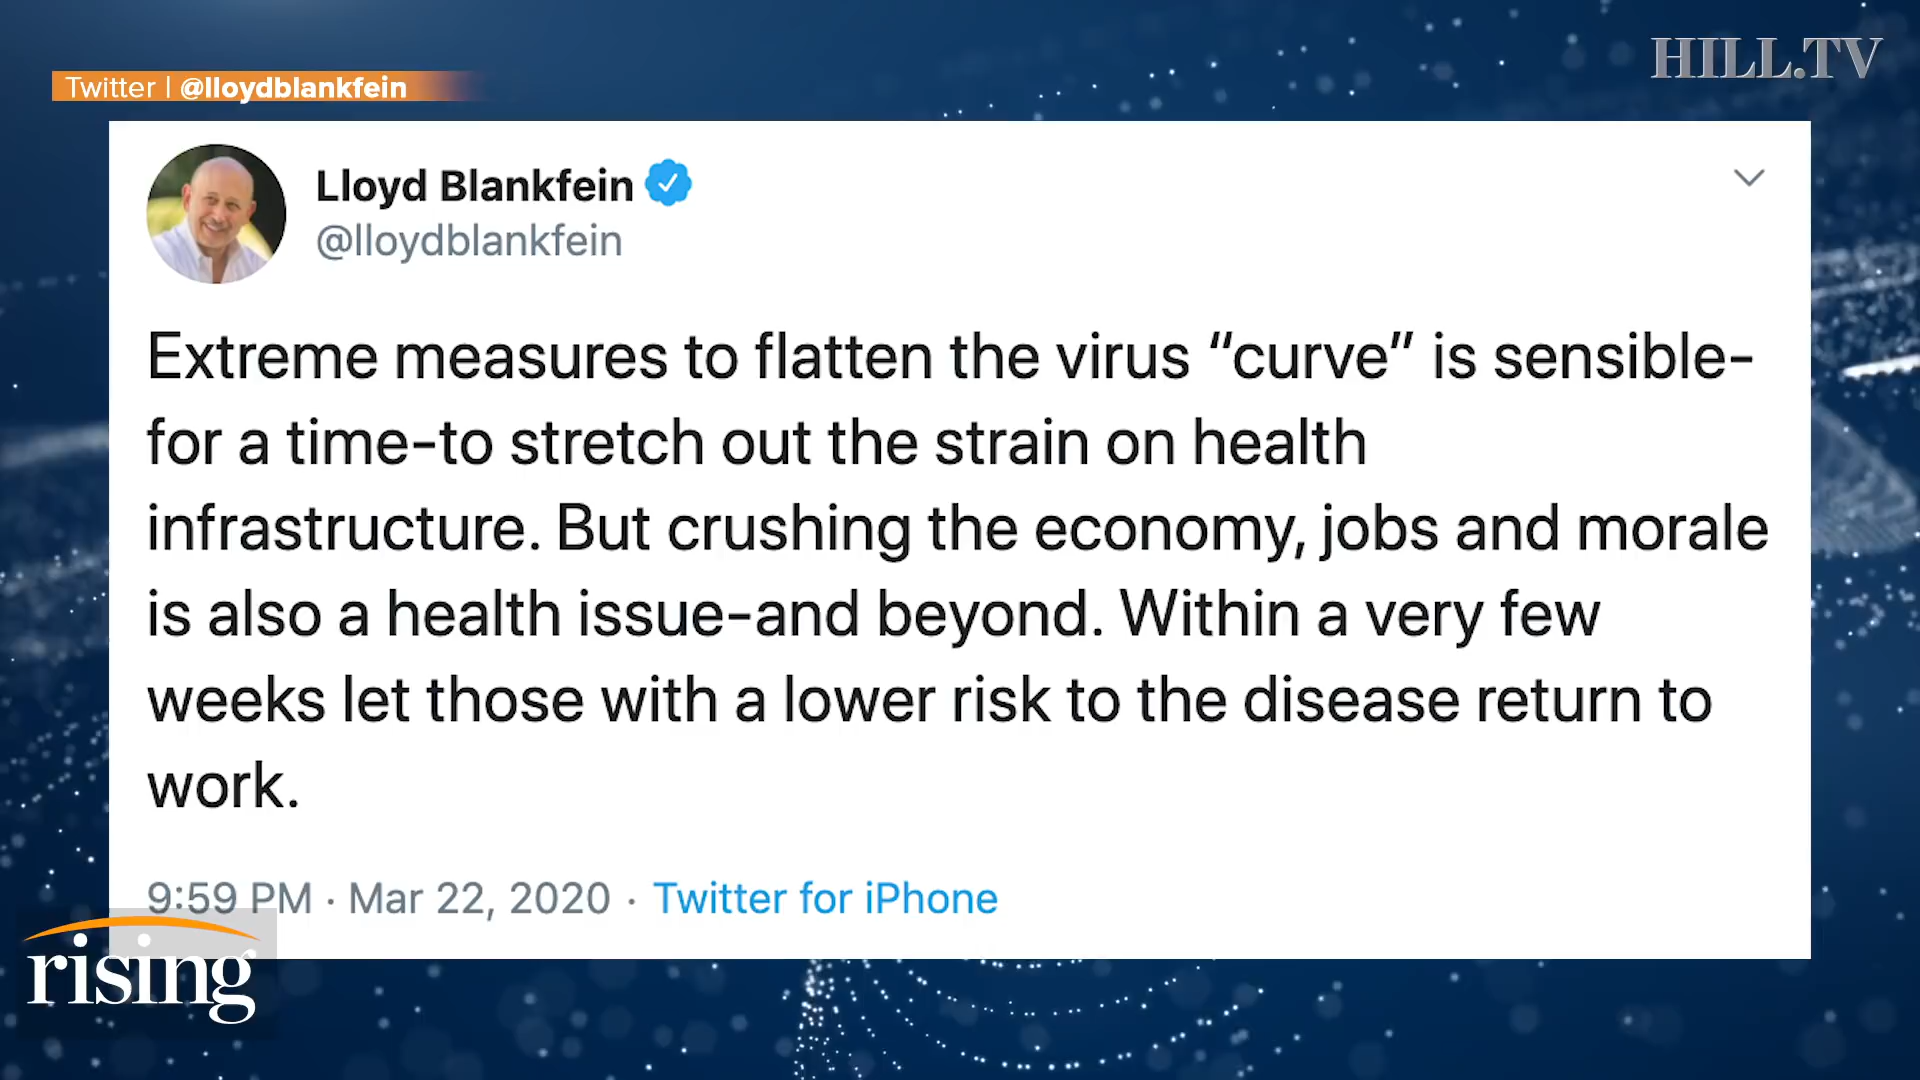 HILL.TV
Twitter | @lloydblankfein
Lloyd Blankfein
@lloydblankfein
Extreme measures to flatten the virus “curve” is sensible-
for a time-to stretch out the strain on health
infrastructure. But crushing the economy, jobs and morale
is also a health issue-and beyond. Within a very few
weeks let those with a lower risk to the disease return to
work.
9:59 PM · Mar 22, 2020 · Twitter for iPhone
rising